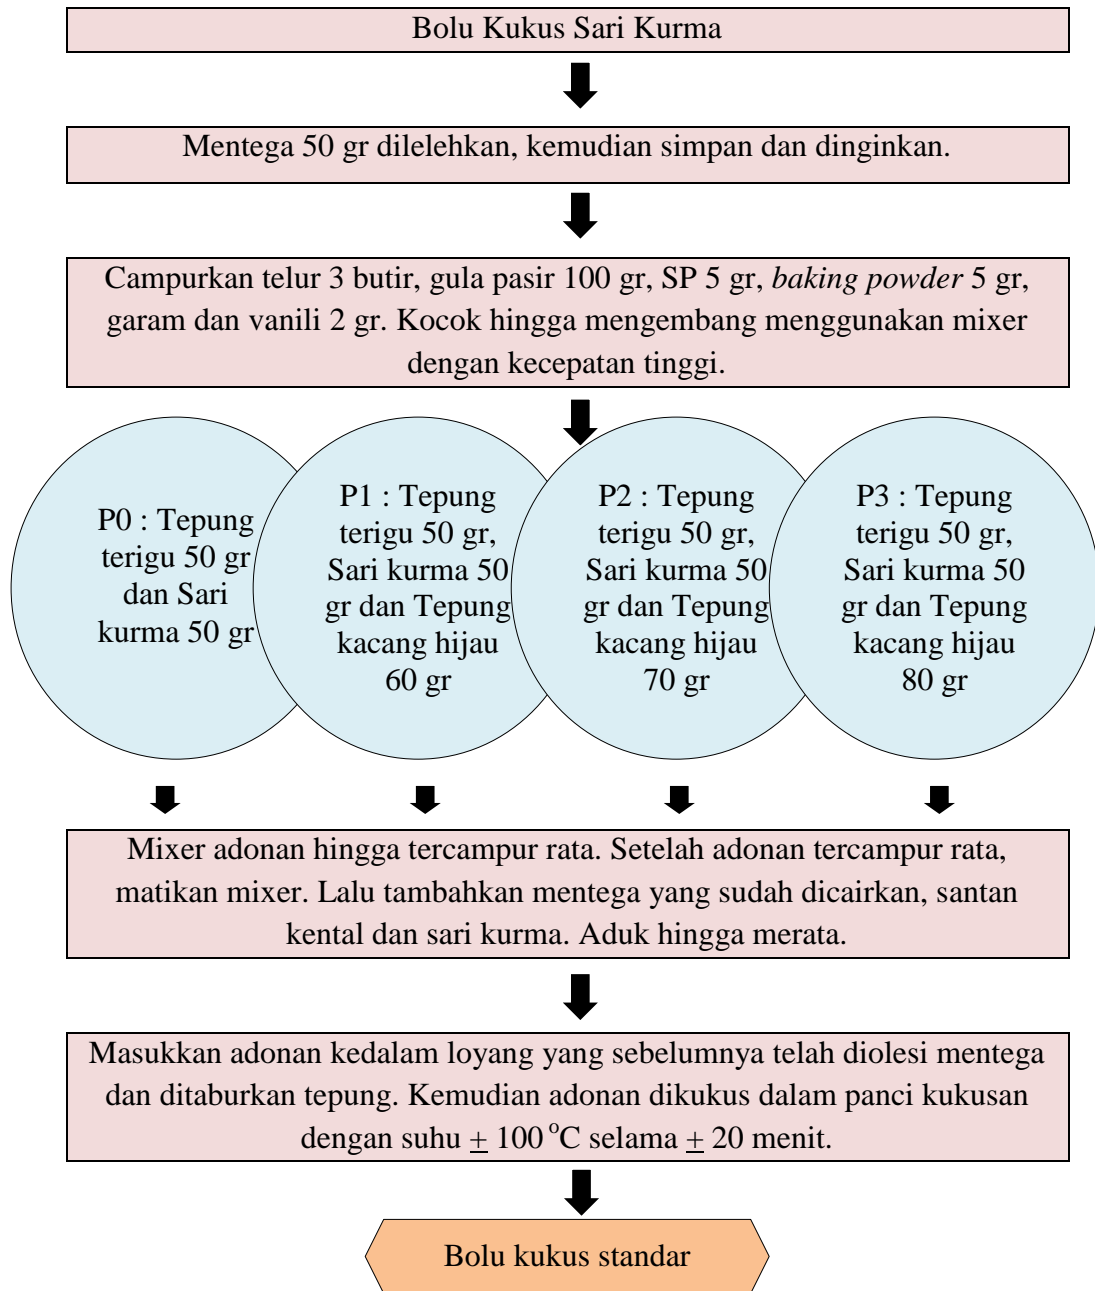 Bolu Kukus Sari Kurma
Mentega 50 gr dilelehkan, kemudian simpan dan dinginkan.
Campurkan telur 3 butir, gula pasir 100 gr, SP 5 gr, baking powder 5 gr,
garam dan vanili 2 gr. Kocok hingga mengembang menggunakan mixer
dengan kecepatan tinggi.
P0 : Tepung
terigu 50 gr
dan Sari
kurma 50 gr
P1 : Tepung
terigu 50 gr,
Sari kurma 50
gr dan Tepung
kacang hijau
60 gr
P2 : Tepung
terigu 50 gr,
Sari kurma 50
gr dan Tepung
kacang hijau
70 gr
P3 : Tepung
terigu 50 gr,
Sari kurma 50
gr dan Tepung
kacang hijau
80 gr
Mixer adonan hingga tercampur rata. Setelah adonan tercampur rata,
matikan mixer. Lalu tambahkan mentega yang sudah dicairkan, santan
kental dan sari kurma. Aduk hingga merata.
Masukkan adonan kedalam loyang yang sebelumnya telah diolesi mentega
dan ditaburkan tepung. Kemudian adonan dikukus dalam panci kukusan
dengan suhu ± 100 °C selama ± 20 menit.
Bolu kukus standar